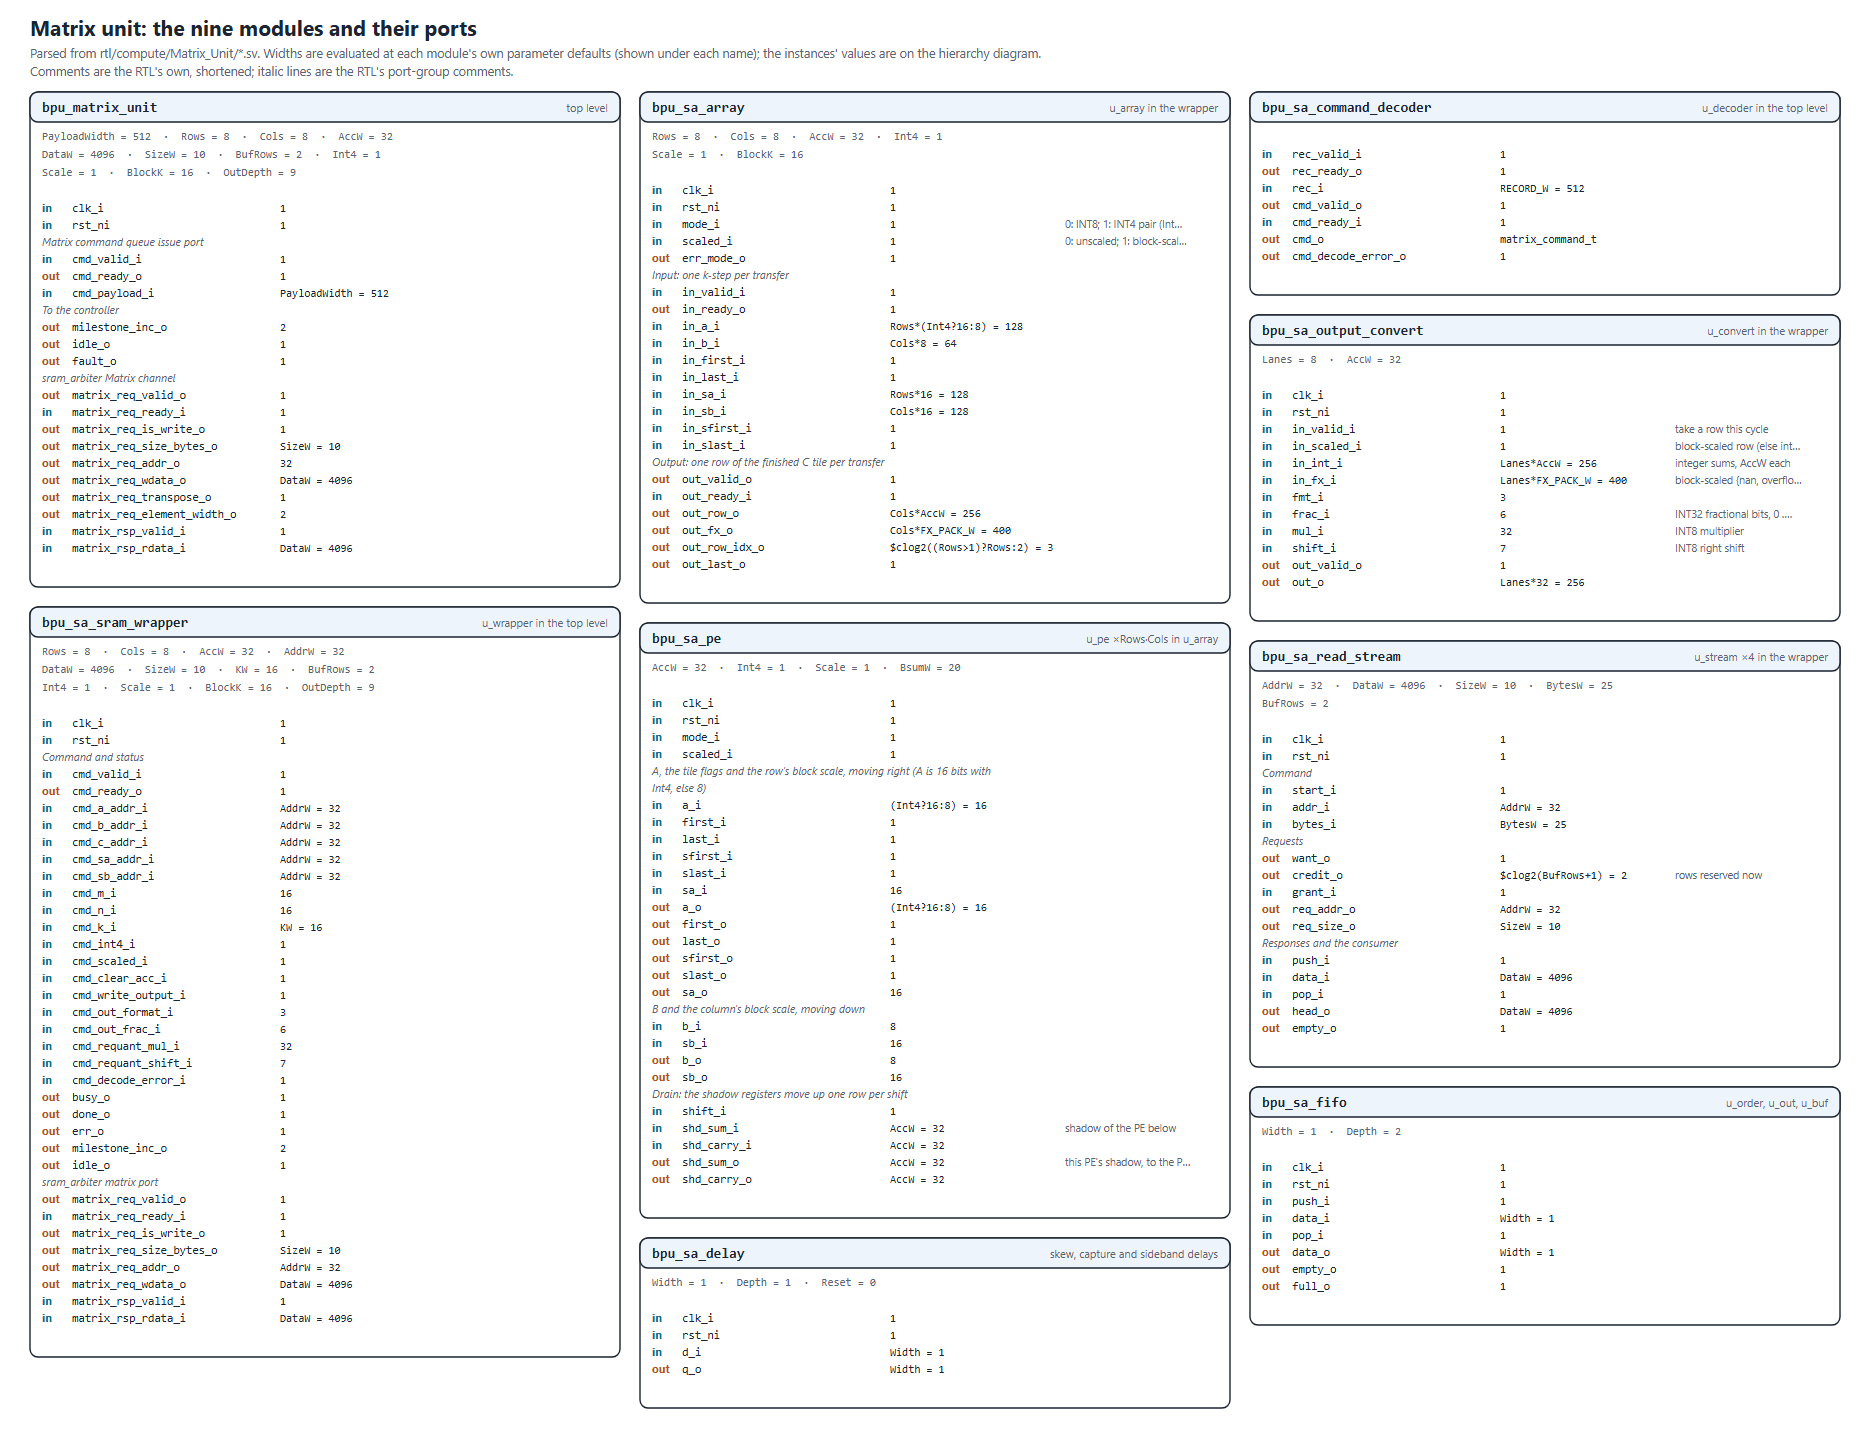 Matrix unit: the nine modules and their ports
Parsed from rtl/compute/Matrix_Unit/*.sv. Widths are evaluated at each module's own parameter defaults (shown under each name); the instances' values are on the hierarchy diagram.
Comments are the RTL's own, shortened; italic lines are the RTL's port-group comments.
bpu_matrix_unit top level
PayloadWidth = 512 · Rows = 8 · Cols = 8 · AccW = 32
DataW = 4096 · SizeW = 10 · BufRows = 2 · Int4 = 1
Scale = 1 · BlockK = 16 · OutDepth = 9
in clk_i 1
in rst_ni 1
Matrix command queue issue port
in cmd_valid_i 1
out cmd_ready_o 1
in cmd_payload_i PayloadWidth = 512
To the controller
out milestone_inc_o 2
out idle_o 1
out fault_o 1
sram_arbiter Matrix channel
out matrix_req_valid_o 1
in matrix_req_ready_i 1
out matrix_req_is_write_o 1
out matrix_req_size_bytes_o SizeW = 10
out matrix_req_addr_o 32
out matrix_req_wdata_o DataW = 4096
out matrix_req_transpose_o 1
out matrix_req_element_width_o 2
in matrix_rsp_valid_i 1
in matrix_rsp_rdata_i DataW = 4096
bpu_sa_sram_wrapper u_wrapper in the top level
Rows = 8 · Cols = 8 · AccW = 32 · AddrW = 32
DataW = 4096 · SizeW = 10 · KW = 16 · BufRows = 2
Int4 = 1 · Scale = 1 · BlockK = 16 · OutDepth = 9
in clk_i 1
in rst_ni 1
Command and status
in cmd_valid_i 1
out cmd_ready_o 1
in cmd_a_addr_i AddrW = 32
in cmd_b_addr_i AddrW = 32
in cmd_c_addr_i AddrW = 32
in cmd_sa_addr_i AddrW = 32
in cmd_sb_addr_i AddrW = 32
in cmd_m_i 16
in cmd_n_i 16
in cmd_k_i KW = 16
in cmd_int4_i 1
in cmd_scaled_i 1
in cmd_clear_acc_i 1
in cmd_write_output_i 1
in cmd_out_format_i 3
in cmd_out_frac_i 6
in cmd_requant_mul_i 32
in cmd_requant_shift_i 7
in cmd_decode_error_i 1
out busy_o 1
out done_o 1
out err_o 1
out milestone_inc_o 2
out idle_o 1
sram_arbiter matrix port
out matrix_req_valid_o 1
in matrix_req_ready_i 1
out matrix_req_is_write_o 1
out matrix_req_size_bytes_o SizeW = 10
out matrix_req_addr_o AddrW = 32
out matrix_req_wdata_o DataW = 4096
in matrix_rsp_valid_i 1
in matrix_rsp_rdata_i DataW = 4096
bpu_sa_array u_array in the wrapper
Rows = 8 · Cols = 8 · AccW = 32 · Int4 = 1
Scale = 1 · BlockK = 16
in clk_i 1
in rst_ni 1
in mode_i 1 0: INT8; 1: INT4 pair (Int...
in scaled_i 1 0: unscaled; 1: block-scal...
out err_mode_o 1
Input: one k-step per transfer
in in_valid_i 1
out in_ready_o 1
in in_a_i Rows*(Int4?16:8) = 128
in in_b_i Cols*8 = 64
in in_first_i 1
in in_last_i 1
in in_sa_i Rows*16 = 128
in in_sb_i Cols*16 = 128
in in_sfirst_i 1
in in_slast_i 1
Output: one row of the finished C tile per transfer
out out_valid_o 1
in out_ready_i 1
out out_row_o Cols*AccW = 256
out out_fx_o Cols*FX_PACK_W = 400
out out_row_idx_o $clog2((Rows>1)?Rows:2) = 3
out out_last_o 1
bpu_sa_pe u_pe ×Rows·Cols in u_array
AccW = 32 · Int4 = 1 · Scale = 1 · BsumW = 20
in clk_i 1
in rst_ni 1
in mode_i 1
in scaled_i 1
A, the tile flags and the row's block scale, moving right (A is 16 bits with
Int4, else 8)
in a_i (Int4?16:8) = 16
in first_i 1
in last_i 1
in sfirst_i 1
in slast_i 1
in sa_i 16
out a_o (Int4?16:8) = 16
out first_o 1
out last_o 1
out sfirst_o 1
out slast_o 1
out sa_o 16
B and the column's block scale, moving down
in b_i 8
in sb_i 16
out b_o 8
out sb_o 16
Drain: the shadow registers move up one row per shift
in shift_i 1
in shd_sum_i AccW = 32 shadow of the PE below
in shd_carry_i AccW = 32
out shd_sum_o AccW = 32 this PE's shadow, to the P...
out shd_carry_o AccW = 32
bpu_sa_delay skew, capture and sideband delays
Width = 1 · Depth = 1 · Reset = 0
in clk_i 1
in rst_ni 1
in d_i Width = 1
out q_o Width = 1
bpu_sa_command_decoder u_decoder in the top level
in rec_valid_i 1
out rec_ready_o 1
in rec_i RECORD_W = 512
out cmd_valid_o 1
in cmd_ready_i 1
out cmd_o matrix_command_t
out cmd_decode_error_o 1
bpu_sa_output_convert u_convert in the wrapper
Lanes = 8 · AccW = 32
in clk_i 1
in rst_ni 1
in in_valid_i 1 take a row this cycle
in in_scaled_i 1 block-scaled row (else int...
in in_int_i Lanes*AccW = 256 integer sums, AccW each
in in_fx_i Lanes*FX_PACK_W = 400 block-scaled (nan, overflo...
in fmt_i 3
in frac_i 6 INT32 fractional bits, 0 ....
in mul_i 32 INT8 multiplier
in shift_i 7 INT8 right shift
out out_valid_o 1
out out_o Lanes*32 = 256
bpu_sa_read_stream u_stream ×4 in the wrapper
AddrW = 32 · DataW = 4096 · SizeW = 10 · BytesW = 25
BufRows = 2
in clk_i 1
in rst_ni 1
Command
in start_i 1
in addr_i AddrW = 32
in bytes_i BytesW = 25
Requests
out want_o 1
out credit_o $clog2(BufRows+1) = 2 rows reserved now
in grant_i 1
out req_addr_o AddrW = 32
out req_size_o SizeW = 10
Responses and the consumer
in push_i 1
in data_i DataW = 4096
in pop_i 1
out head_o DataW = 4096
out empty_o 1
bpu_sa_fifo u_order, u_out, u_buf
Width = 1 · Depth = 2
in clk_i 1
in rst_ni 1
in push_i 1
in data_i Width = 1
in pop_i 1
out data_o Width = 1
out empty_o 1
out full_o 1